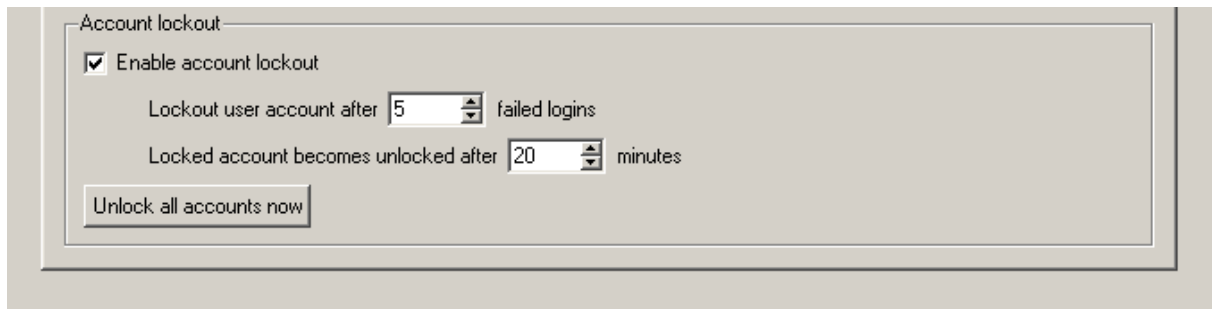 Account lockout
Enable account lockout
Lockout user account after 5 failed logins
Locked account becomes unlocked after 20 minutes
Unlock all accounts now